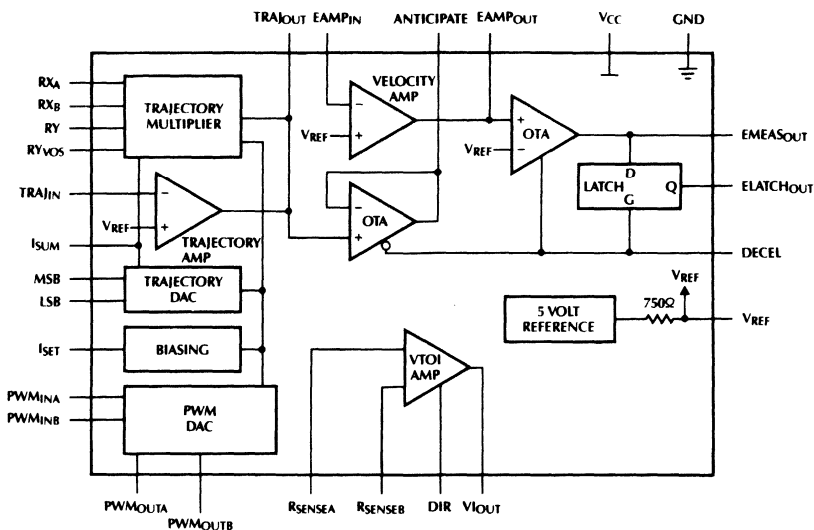 TRAJOUT EAMPIN ANTICIPATE EAMPOUT VCC GND
RXA
RXB
RY
RYVOS
TRAJECTORY
MULTIPLIER
VELOCITY
AMP
−
+
VREF
+
−
OTA
VREF
EMEASOUT
D
LATCH Q
G
ELATCHOUT
TRAJIN
−
+
VREF
TRAJECTORY
AMP
−
+
OTA
ISUM
DECEL
MSB
LSB
TRAJECTORY
DAC
VREF
5 VOLT
REFERENCE
750Ω
VREF
ISET
BIASING
VTOI
AMP
PWMINA
PWMINB
PWM
DAC
PWMOUTA
PWMOUTB
RSENSEA RSENSEB DIR VIOUT